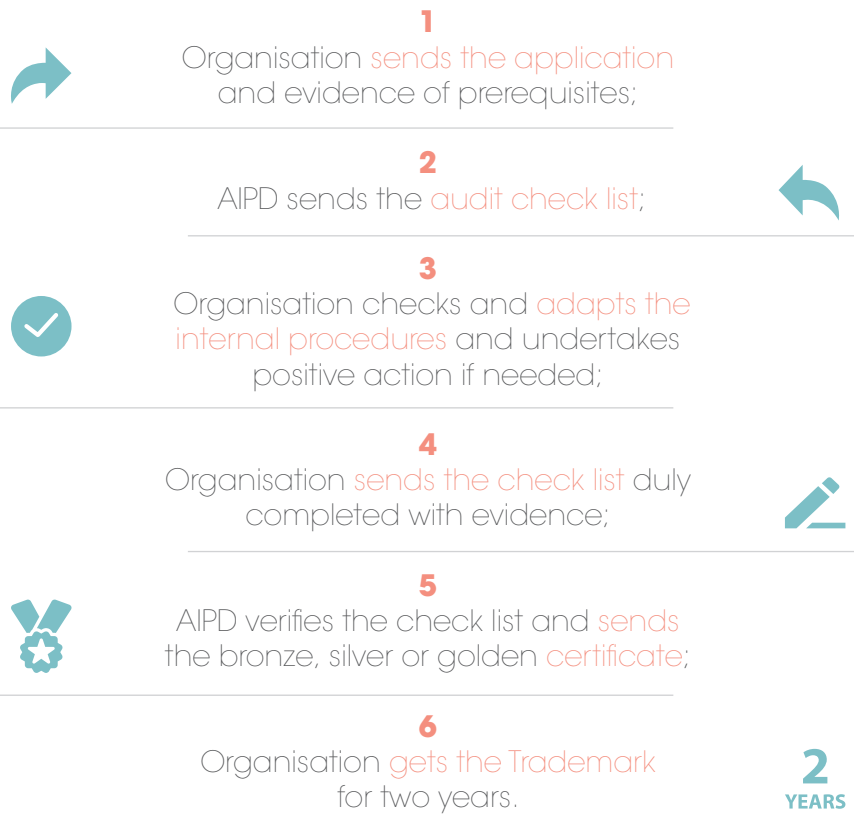 1
Organisation sends the application
and evidence of prerequisites;
2
AIPD sends the audit check list;
3
Organisation checks and adapts the
internal procedures and undertakes
positive action if needed;
4
Organisation sends the check list duly
completed with evidence;
5
AIPD verifies the check list and sends
the bronze, silver or golden certificate;
6
Organisation gets the Trademark
for two years.
2
YEARS